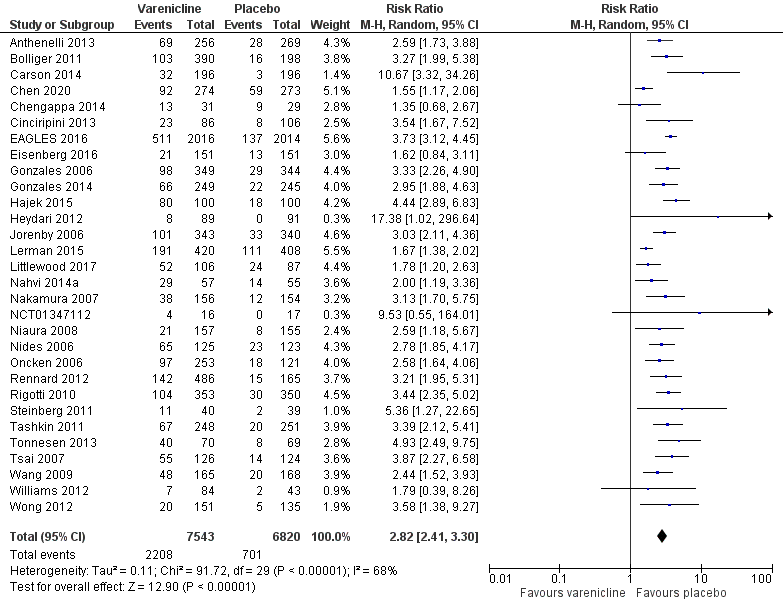 Varenicline Placebo Risk Ratio Risk Ratio
Study or Subgroup Events Total Events Total Weight M-H, Random, 95% CI M-H, Random, 95% CI
Anthenelli 2013 69 256 28 269 4.3% 2.59 [1.73, 3.88]
Bolliger 2011 103 390 16 198 3.8% 3.27 [1.99, 5.38]
Carson 2014 32 196 3 196 1.4% 10.67 [3.32, 34.26]
Chen 2020 92 274 59 273 5.2% 1.55 [1.17, 2.06]
Chengappa 2014 13 31 9 29 2.8% 1.35 [0.68, 2.67]
Cinciripini 2013 23 86 8 106 2.5% 3.54 [1.67, 7.52]
EAGLES 2016 511 2016 137 2014 5.6% 3.73 [3.12, 4.45]
Eisenberg 2016 21 151 13 151 3.0% 1.62 [0.84, 3.11]
Gonzales 2006 98 349 29 344 4.5% 3.33 [2.26, 4.90]
Gonzales 2014 66 249 22 245 4.1% 2.95 [1.88, 4.63]
Hajek 2015 80 100 18 100 4.2% 4.44 [2.89, 6.83]
Heydari 2012 8 89 0 91 0.3% 17.38 [1.02, 296.64]
Jorenby 2006 101 343 33 340 4.6% 3.03 [2.11, 4.36]
Lerman 2015 191 420 111 408 5.5% 1.67 [1.38, 2.02]
Littlewood 2017 52 106 24 87 4.4% 1.78 [1.20, 2.63]
Nahvi 2014a 29 57 14 55 3.7% 2.00 [1.19, 3.36]
Nakamura 2007 38 156 12 154 3.2% 3.13 [1.70, 5.75]
NCT01347112 4 16 0 17 0.3% 9.53 [0.55, 164.01]
Niaura 2008 21 157 8 155 2.4% 2.59 [1.18, 5.67]
Nides 2006 65 125 23 123 4.4% 2.78 [1.85, 4.17]
Oncken 2006 97 253 18 121 4.1% 2.58 [1.64, 4.06]
Rennard 2012 142 486 15 165 3.8% 3.21 [1.95, 5.31]
Rigotti 2010 104 353 30 350 4.5% 3.44 [2.35, 5.02]
Steinberg 2011 11 40 2 39 1.0% 5.36 [1.27, 22.65]
Tashkin 2011 67 248 20 251 4.0% 3.39 [2.12, 5.41]
Tonnesen 2013 40 70 8 69 2.8% 4.93 [2.49, 9.75]
Tsai 2007 55 126 14 124 3.6% 3.87 [2.27, 6.58]
Wang 2009 48 165 20 168 3.9% 2.44 [1.52, 3.93]
Williams 2012 7 84 2 43 0.9% 1.79 [0.39, 8.26]
Wong 2012 20 151 5 135 1.9% 3.58 [1.38, 9.27]
Total (95% CI) 7543 6820 100.0% 2.82 [2.41, 3.30]
Total events 2208 701
Heterogeneity: Tau² = 0.11; Chi² = 91.72, df = 29 (P < 0.00001); I² = 68%
Test for overall effect: Z = 12.90 (P < 0.00001)
0.01 0.1 1 10 100
Favours varenicline Favours placebo